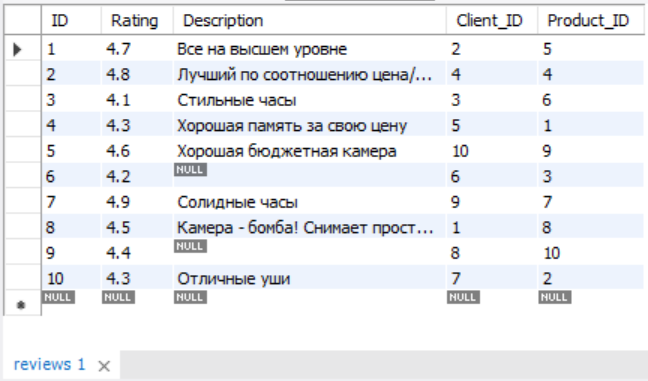 ID Rating Description Client_ID Product_ID
1 4.7 Все на высшем уровне 2 5
2 4.8 Лучший по соотношению цена/... 4 4
3 4.1 Стильные часы 3 6
4 4.3 Хорошая память за свою цену 5 1
5 4.6 Хорошая бюджетная камера 10 9
6 4.2 NULL 6 3
7 4.9 Солидные часы 9 7
8 4.5 Камера - бомба! Снимает прост... 1 8
9 4.4 NULL 8 10
10 4.3 Отличные уши 7 2
NULL NULL NULL NULL NULL
reviews 1